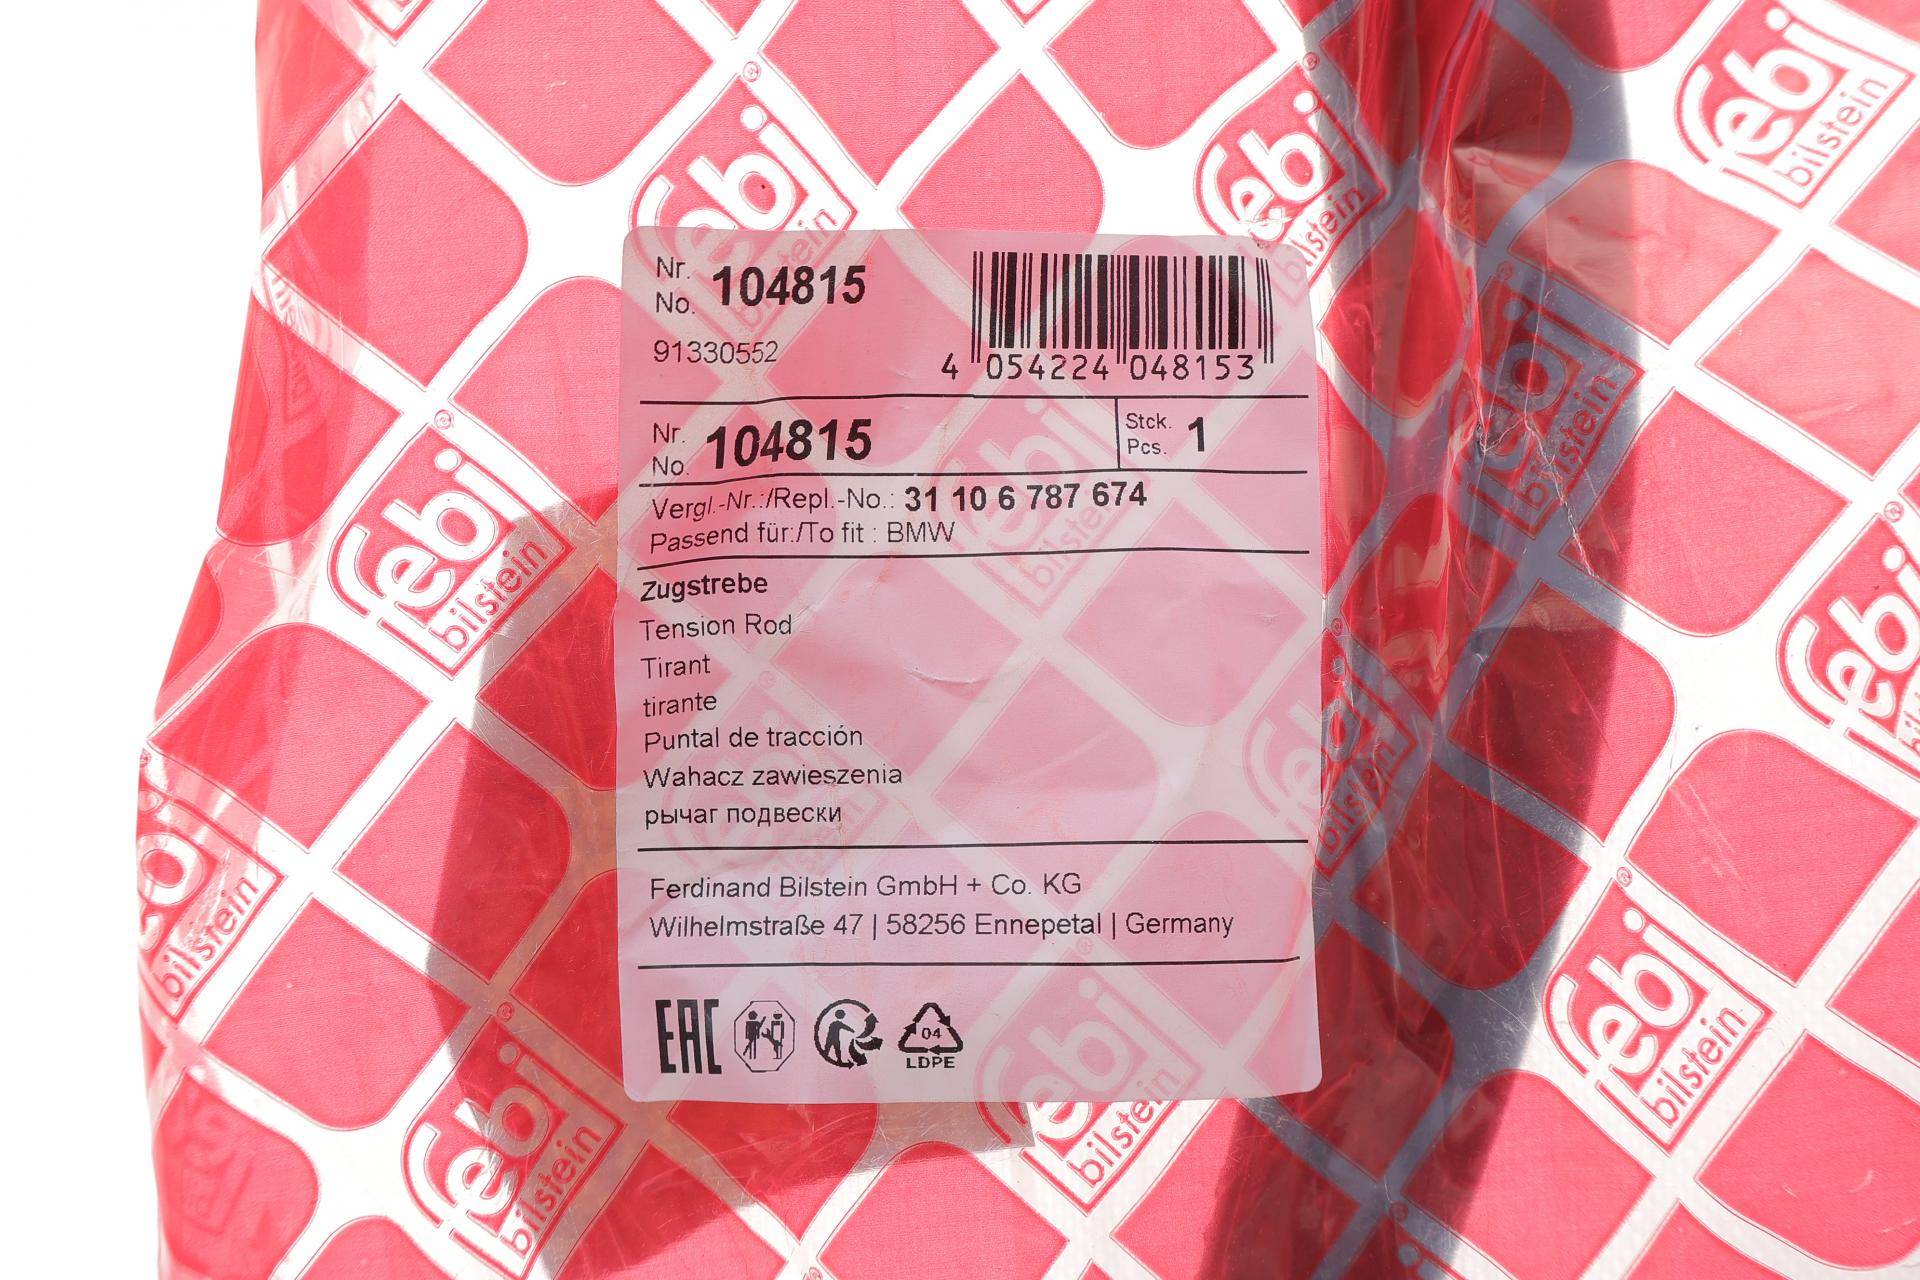 febi
bilstein
Nr.
No. 104815
91330552
4 054224 048153
Nr.
No. 104815
Stck.
Pcs. 1
Vergl.-Nr.:/Repl.-No.: 31 10 6 787 674
Passend für:/To fit : BMW
Zugstrebe
Tension Rod
Tirant
tirante
Puntal de tracción
Wahacz zawieszenia
рычаг подвески
Ferdinand Bilstein GmbH + Co. KG
Wilhelmstraße 47 | 58256 Ennepetal | Germany
EAC
04
LDPE